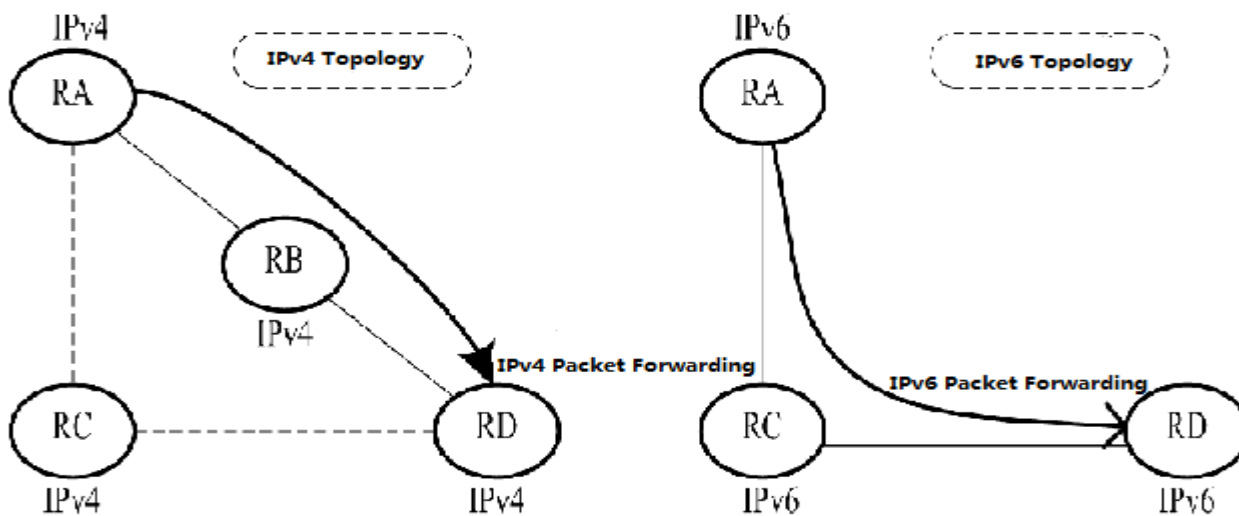 IPv4
IPv4 Topology
RA
RB
IPv4
IPv4 Packet Forwarding
RC
RD
IPv4
IPv4
IPv6
IPv6 Topology
RA
IPv6 Packet Forwarding
RC
RD
IPv6
IPv6